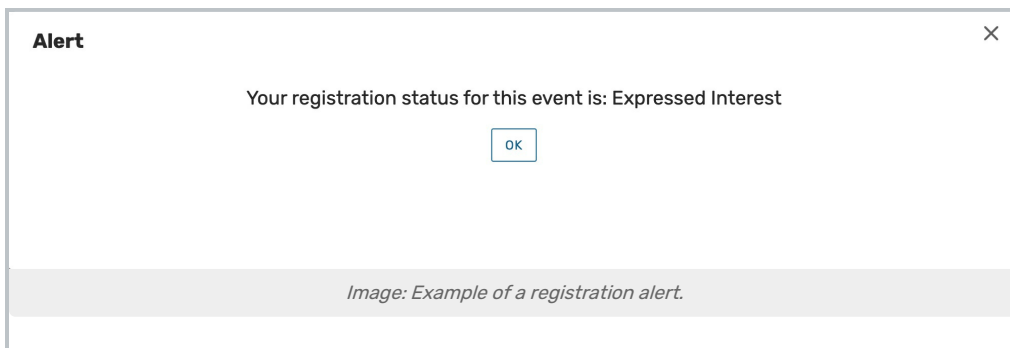 Alert
Your registration status for this event is: Expressed Interest
OK
Image: Example of a registration alert.